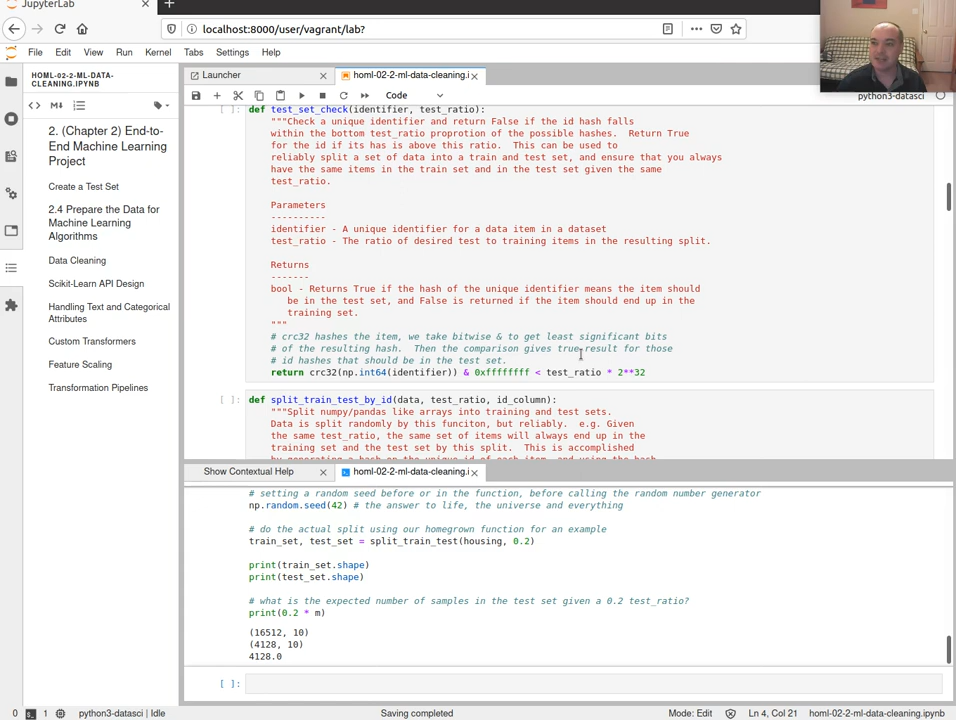 JupyterLab
localhost:8000/user/vagrant/lab?
File Edit View Run Kernel Tabs Settings Help
HOML-02-2-ML-DATA-
CLEANING.IPYNB
2. (Chapter 2) End-to-
End Machine Learning
Project
Create a Test Set
2.4 Prepare the Data for
Machine Learning
Algorithms
Data Cleaning
Scikit-Learn API Design
Handling Text and Categorical
Attributes
Custom Transformers
Feature Scaling
Transformation Pipelines
Launcher
homl-02-2-ml-data-cleaning.i
Code
python3-datasci
[ ]: def test_set_check(identifier, test_ratio):
"""Check a unique identifier and return False if the id hash falls
within the bottom test_ratio proprotion of the possible hashes. Return True
for the id if its has is above this ratio. This can be used to
reliably split a set of data into a train and test set, and ensure that you always
have the same items in the train set and in the test set given the same
test_ratio.
Parameters
----------
identifier - A unique identifier for a data item in a dataset
test_ratio - The ratio of desired test to training items in the resulting split.
Returns
-------
bool - Returns True if the hash of the unique identifier means the item should
be in the test set, and False is returned if the item should end up in the
training set.
"""
# crc32 hashes the item, we take bitwise & to get least significant bits
# of the resulting hash. Then the comparison gives true result for those
# id hashes that should be in the test set.
return crc32(np.int64(identifier)) & 0xffffffff < test_ratio * 2**32
[ ]: def split_train_test_by_id(data, test_ratio, id_column):
"""Split numpy/pandas like arrays into training and test sets.
Data is split randomly by this funciton, but reliably. e.g. Given
the same test_ratio, the same set of items will always end up in the
training set and the test set by this split. This is accomplished
by generating a hash on the unique id of each item, and using the hash
Show Contextual Help
homl-02-2-ml-data-cleaning.i
# setting a random seed before or in the function, before calling the random number generator
np.random.seed(42) # the answer to life, the universe and everything
# do the actual split using our homegrown function for an example
train_set, test_set = split_train_test(housing, 0.2)
print(train_set.shape)
print(test_set.shape)
# what is the expected number of samples in the test set given a 0.2 test_ratio?
print(0.2 * m)
(16512, 10)
(4128, 10)
4128.0
[ ]:
0 1 python3-datasci | Idle Saving completed Mode: Edit Ln 4, Col 21 homl-02-2-ml-data-cleaning.ipynb